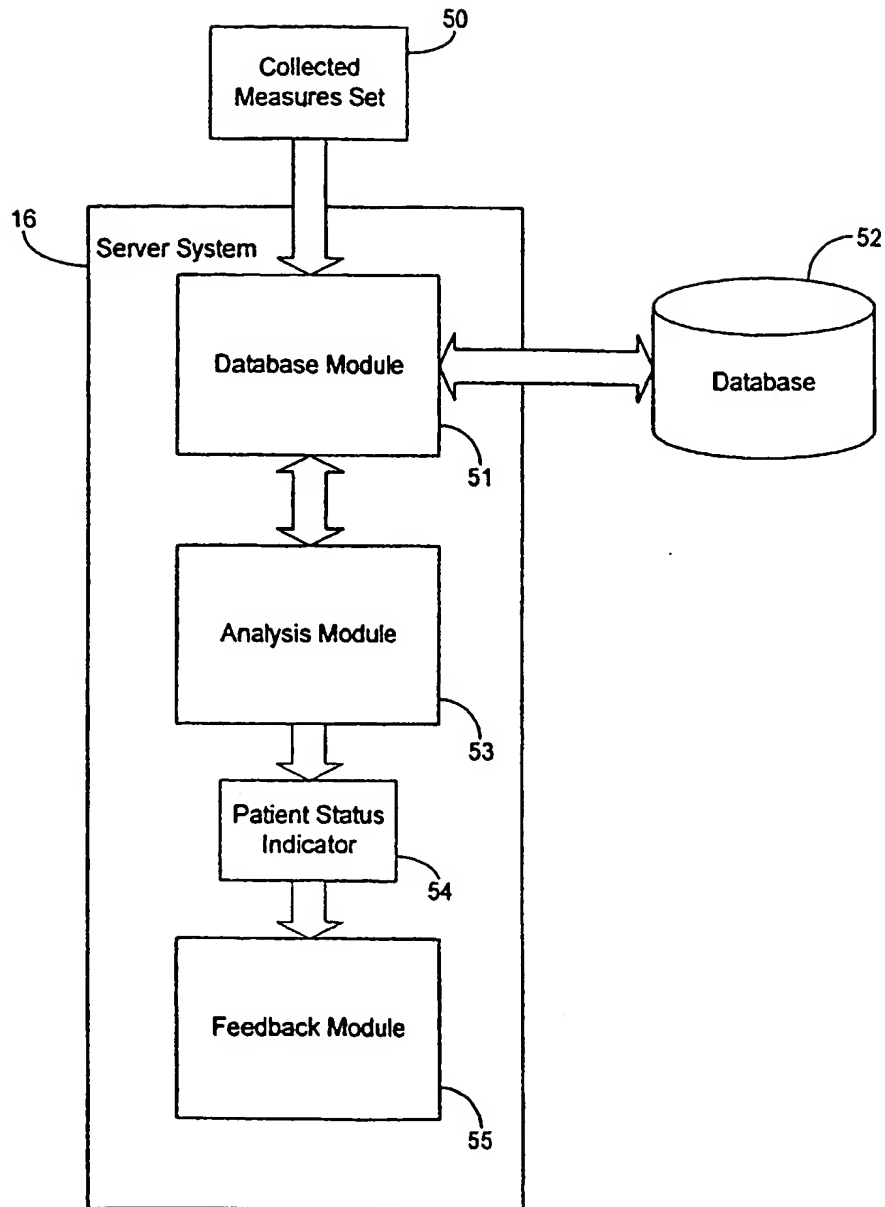 50
Collected
Measures Set
16
Server System
52
Database Module
Database
51
Analysis Module
53
Patient Status
Indicator
54
Feedback Module
55